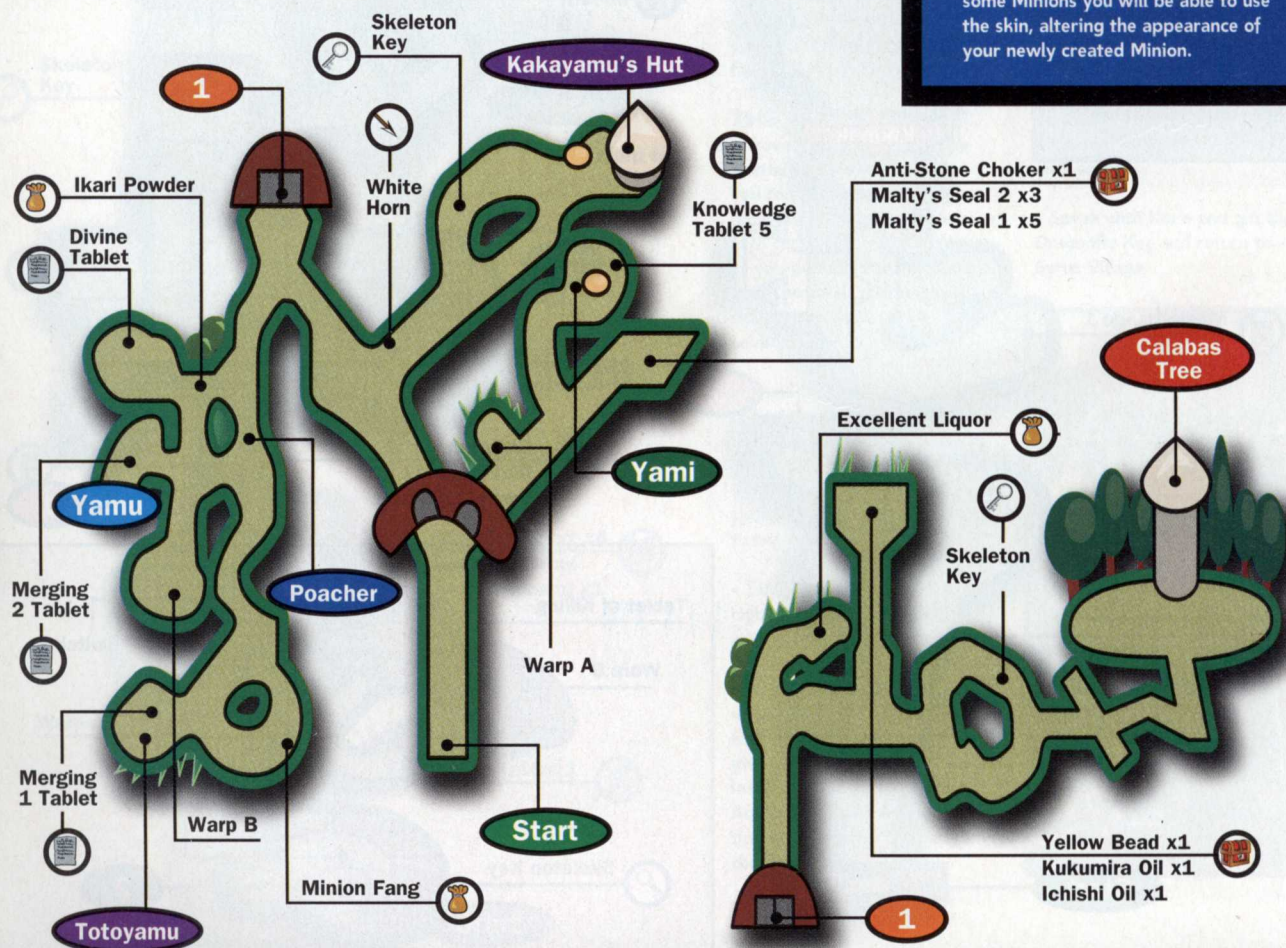 some Minions you will be able to use
the skin, altering the appearance of
your newly created Minion.
Skeleton
Key
Kakayamu's Hut
1
White
Horn
Ikari Powder
Divine
Tablet
Knowledge
Tablet 5
Anti-Stone Choker x1
Malty's Seal 2 x3
Malty's Seal 1 x5
Calabas
Tree
Excellent Liquor
Yami
Yamu
Skeleton
Key
Merging
2 Tablet
Poacher
Warp A
Merging
1 Tablet
Warp B
Start
Minion Fang
Totoyamu
Yellow Bead x1
Kukumira Oil x1
Ichishi Oil x1
1